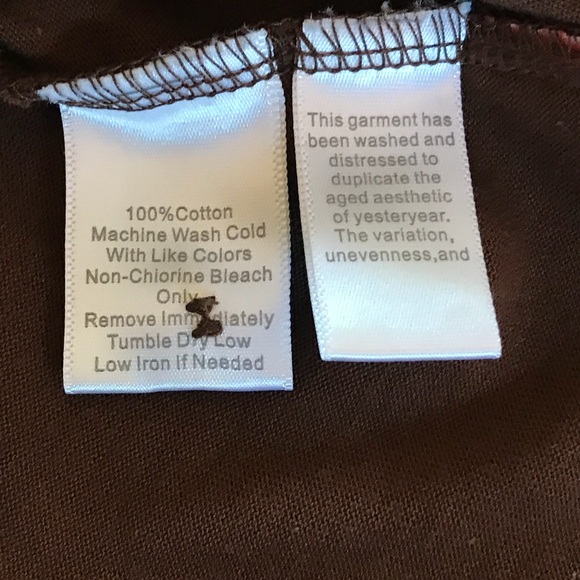 100%Cotton
Machine Wash Cold
With Like Colors
Non-Chlorine Bleach
Only
Remove Immediately
Tumble Dry Low
Low Iron If Needed
This garment has
been washed and
distressed to
duplicate the
aged aesthetic
of yesteryear.
The variation,
unevenness,and